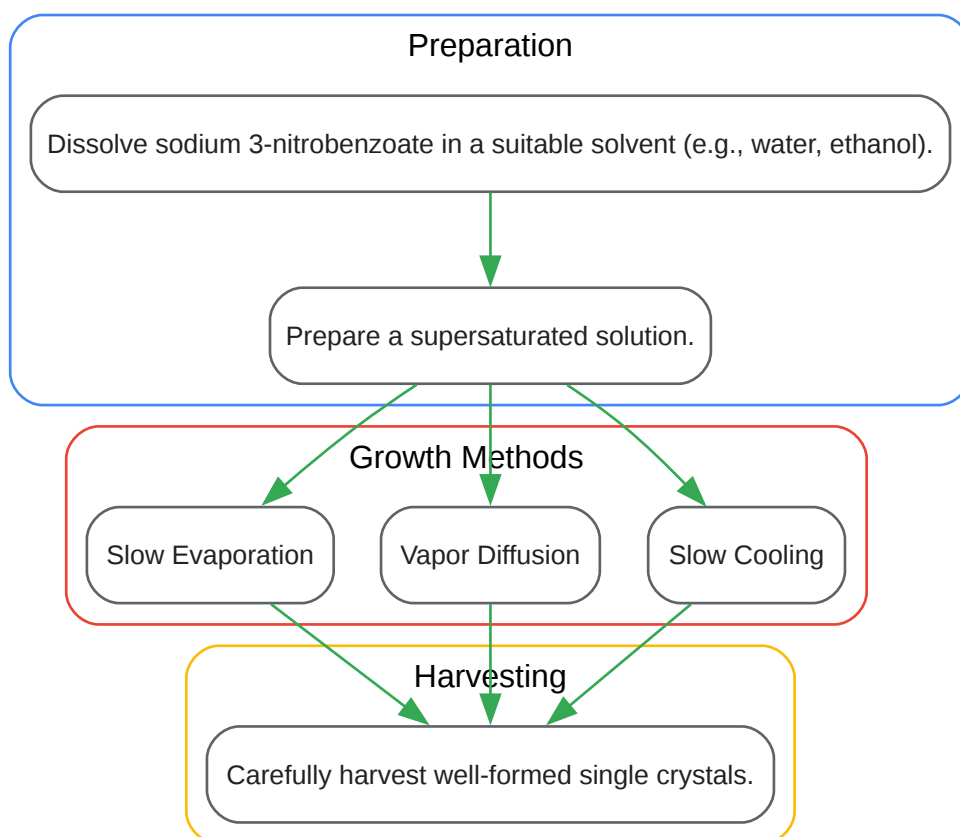 Preparation
Dissolve sodium 3-nitrobenzoate in a suitable solvent (e.g., water, ethanol).
Prepare a supersaturated solution.
Growth Methods
Slow Evaporation
Vapor Diffusion
Slow Cooling
Harvesting
Carefully harvest well-formed single crystals.